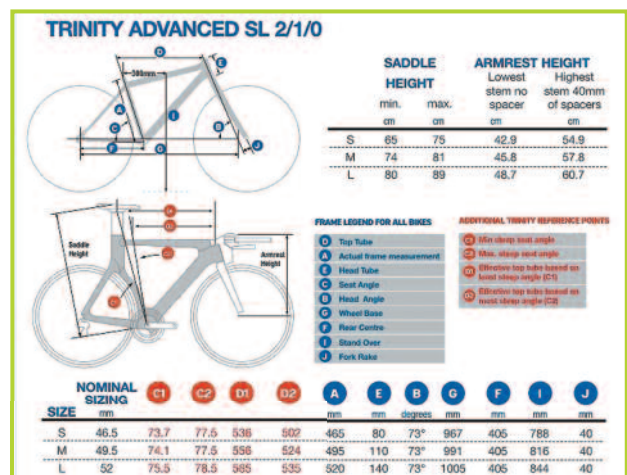 TRINITY ADVANCED SL 2/1/0
D
386mm
E
A
I
C
B
F
G
J
SADDLE HEIGHT ARMREST HEIGHT
min. max. Lowest stem no spacer Highest stem 40mm of spacers
cm cm cm cm
S 65 75 42.9 54.9
M 74 81 45.8 57.8
L 80 89 48.7 60.7
Saddle Height
Armrest Height
C1
FRAME LEGEND FOR ALL BIKES
D Top Tube
A Actual frame measurement
E Head Tube
C Seat Angle
B Head Angle
G Wheel Base
F Rear Centre
I Stand Over
J Fork Rake
ADDITIONAL TRINITY REFERENCE POINTS
C1 Min steep seat angle
C2 Max. steep seat angle
D1 Effective top tube based on least steep angle (C1)
D2 Effective top tube based on most steep angle (C2)
SIZE NOMINAL SIZING C1 C2 D1 D2 A E B G F I J
mm mm mm degrees mm mm mm mm
S 46.5 73.7 77.5 536 502 465 80 73° 967 405 788 40
M 49.5 74.1 77.5 556 524 495 110 73° 991 405 816 40
L 52 75.5 78.5 585 535 520 140 73° 1005 405 844 40